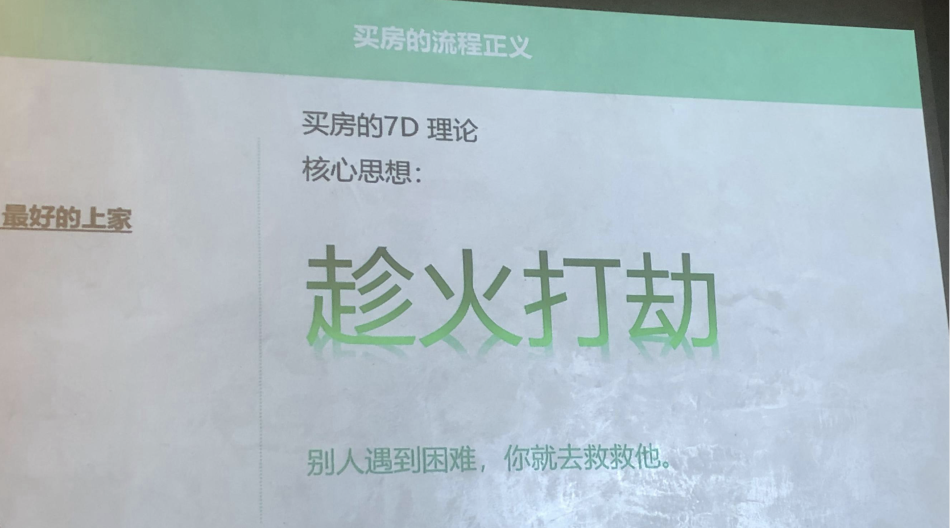 买房的流程正义
买房的7D 理论
核心思想：
最好的上家
趁火打劫
别人遇到困难，你就去救救他。